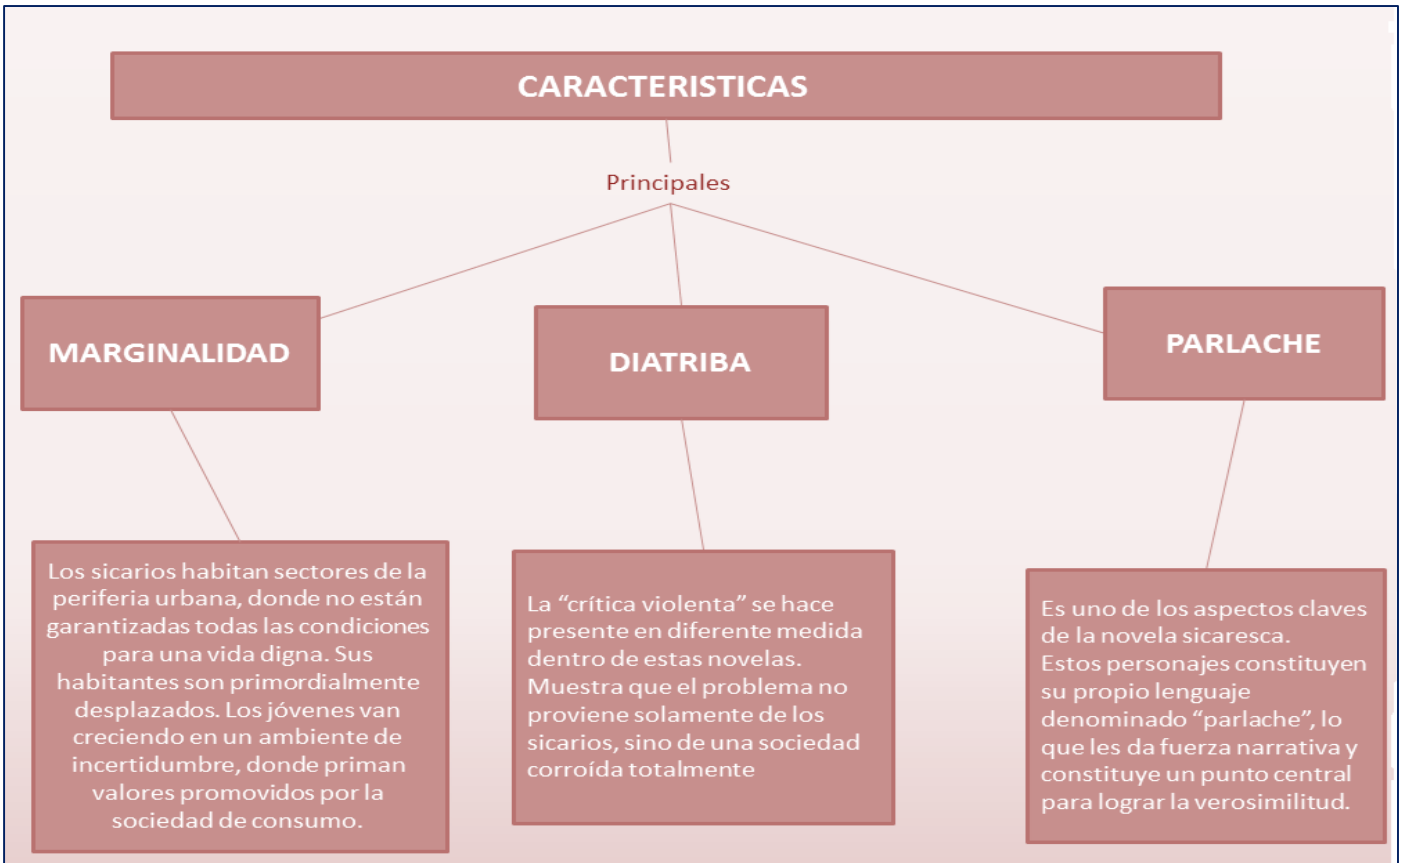 CARACTERISTICAS
Principales
MARGINALIDAD
DIATRIBA
PARLACHE
Los sicarios habitan sectores de la
periferia urbana, donde no están
garantizadas todas las condiciones
para una vida digna. Sus
habitantes son primordialmente
desplazados. Los jóvenes van
creciendo en un ambiente de
incertidumbre, donde priman
valores promovidos por la
sociedad de consumo.
La “crítica violenta” se hace
presente en diferente medida
dentro de estas novelas.
Muestra que el problema no
proviene solamente de los
sicarios, sino de una sociedad
corroída totalmente
Es uno de los aspectos claves
de la novela sicaresca.
Estos personajes constituyen
su propio lenguaje
denominado “parlache”, lo
que les da fuerza narrativa y
constituye un punto central
para lograr la verosimilitud.